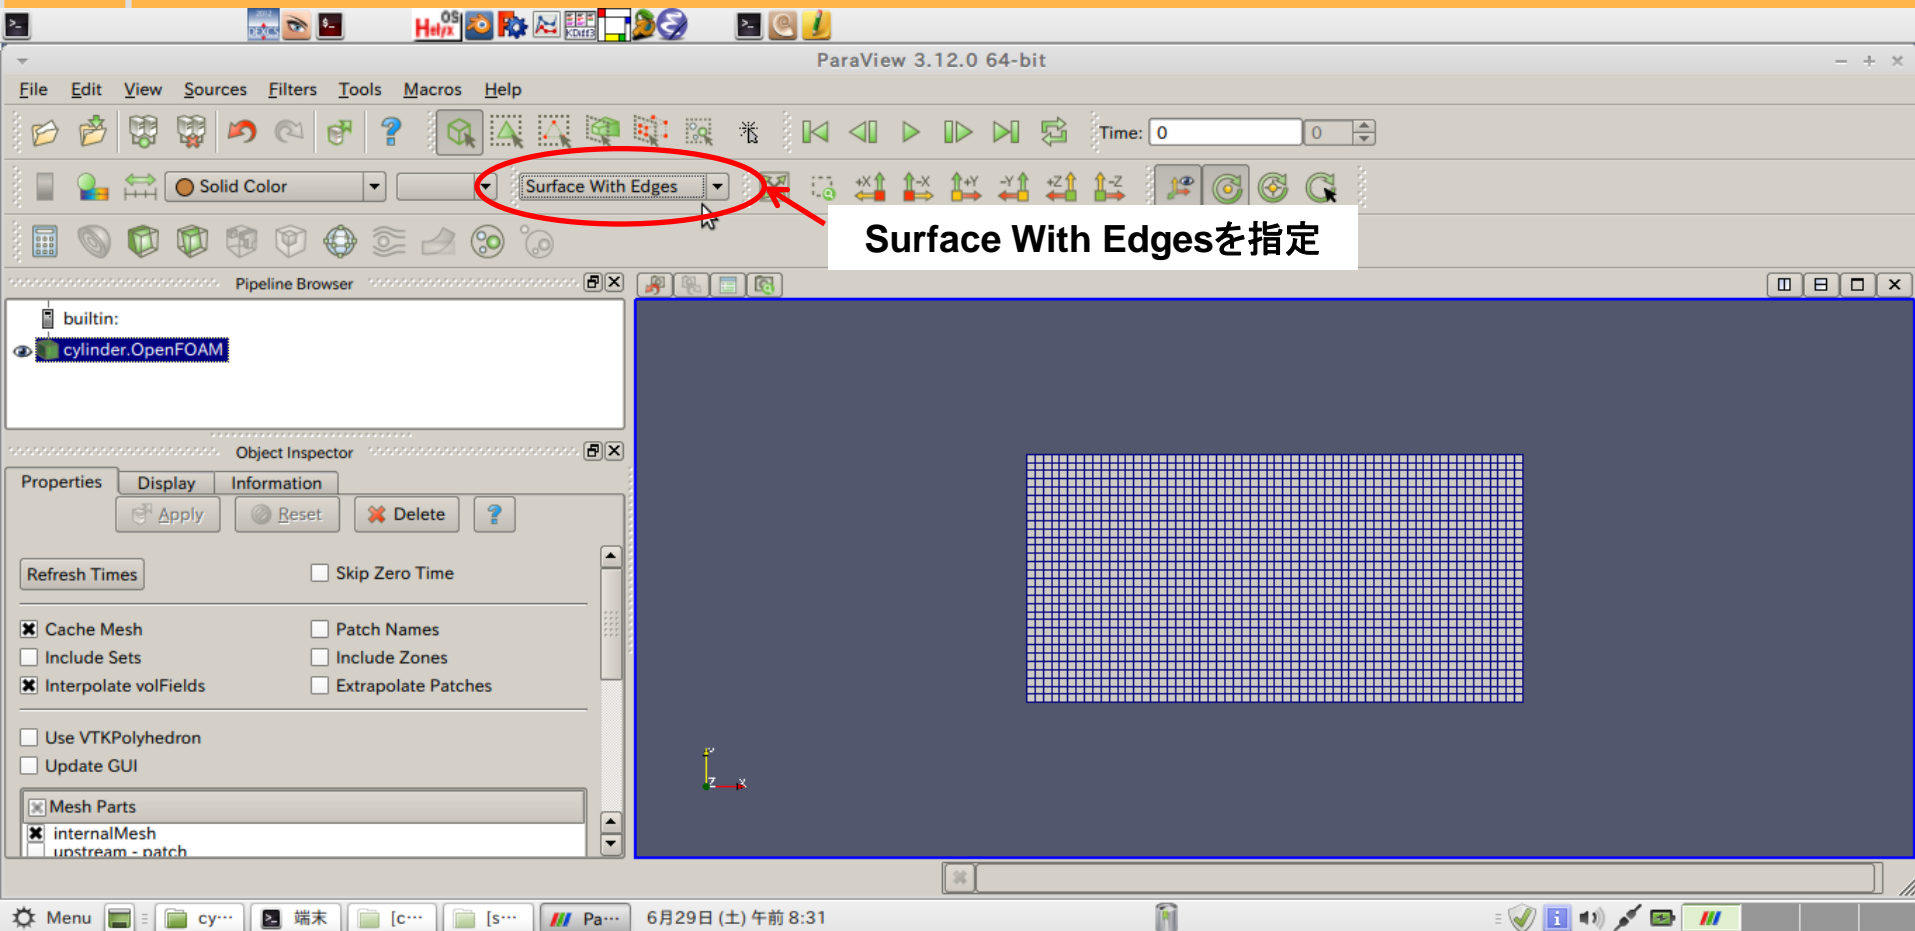 2012
DEXCS
HelyxOS
KDiff3
ParaView 3.12.0 64-bit
File Edit View Sources Filters Tools Macros Help
Time: 0 0
Solid Color Surface With Edges +X -X +Y -Y +Z -Z
Surface With Edgesを指定
Pipeline Browser
builtin:
cylinder.OpenFOAM
Object Inspector
Properties Display Information
Apply Reset Delete ?
Refresh Times Skip Zero Time
Cache Mesh Patch Names
Include Sets Include Zones
Interpolate volFields Extrapolate Patches
Use VTKPolyhedron
Update GUI
Mesh Parts
internalMesh
upstream - patch
Z X
Menu cy… 端末 [c… [s… Pa… 6月29日 (土) 午前 8:31